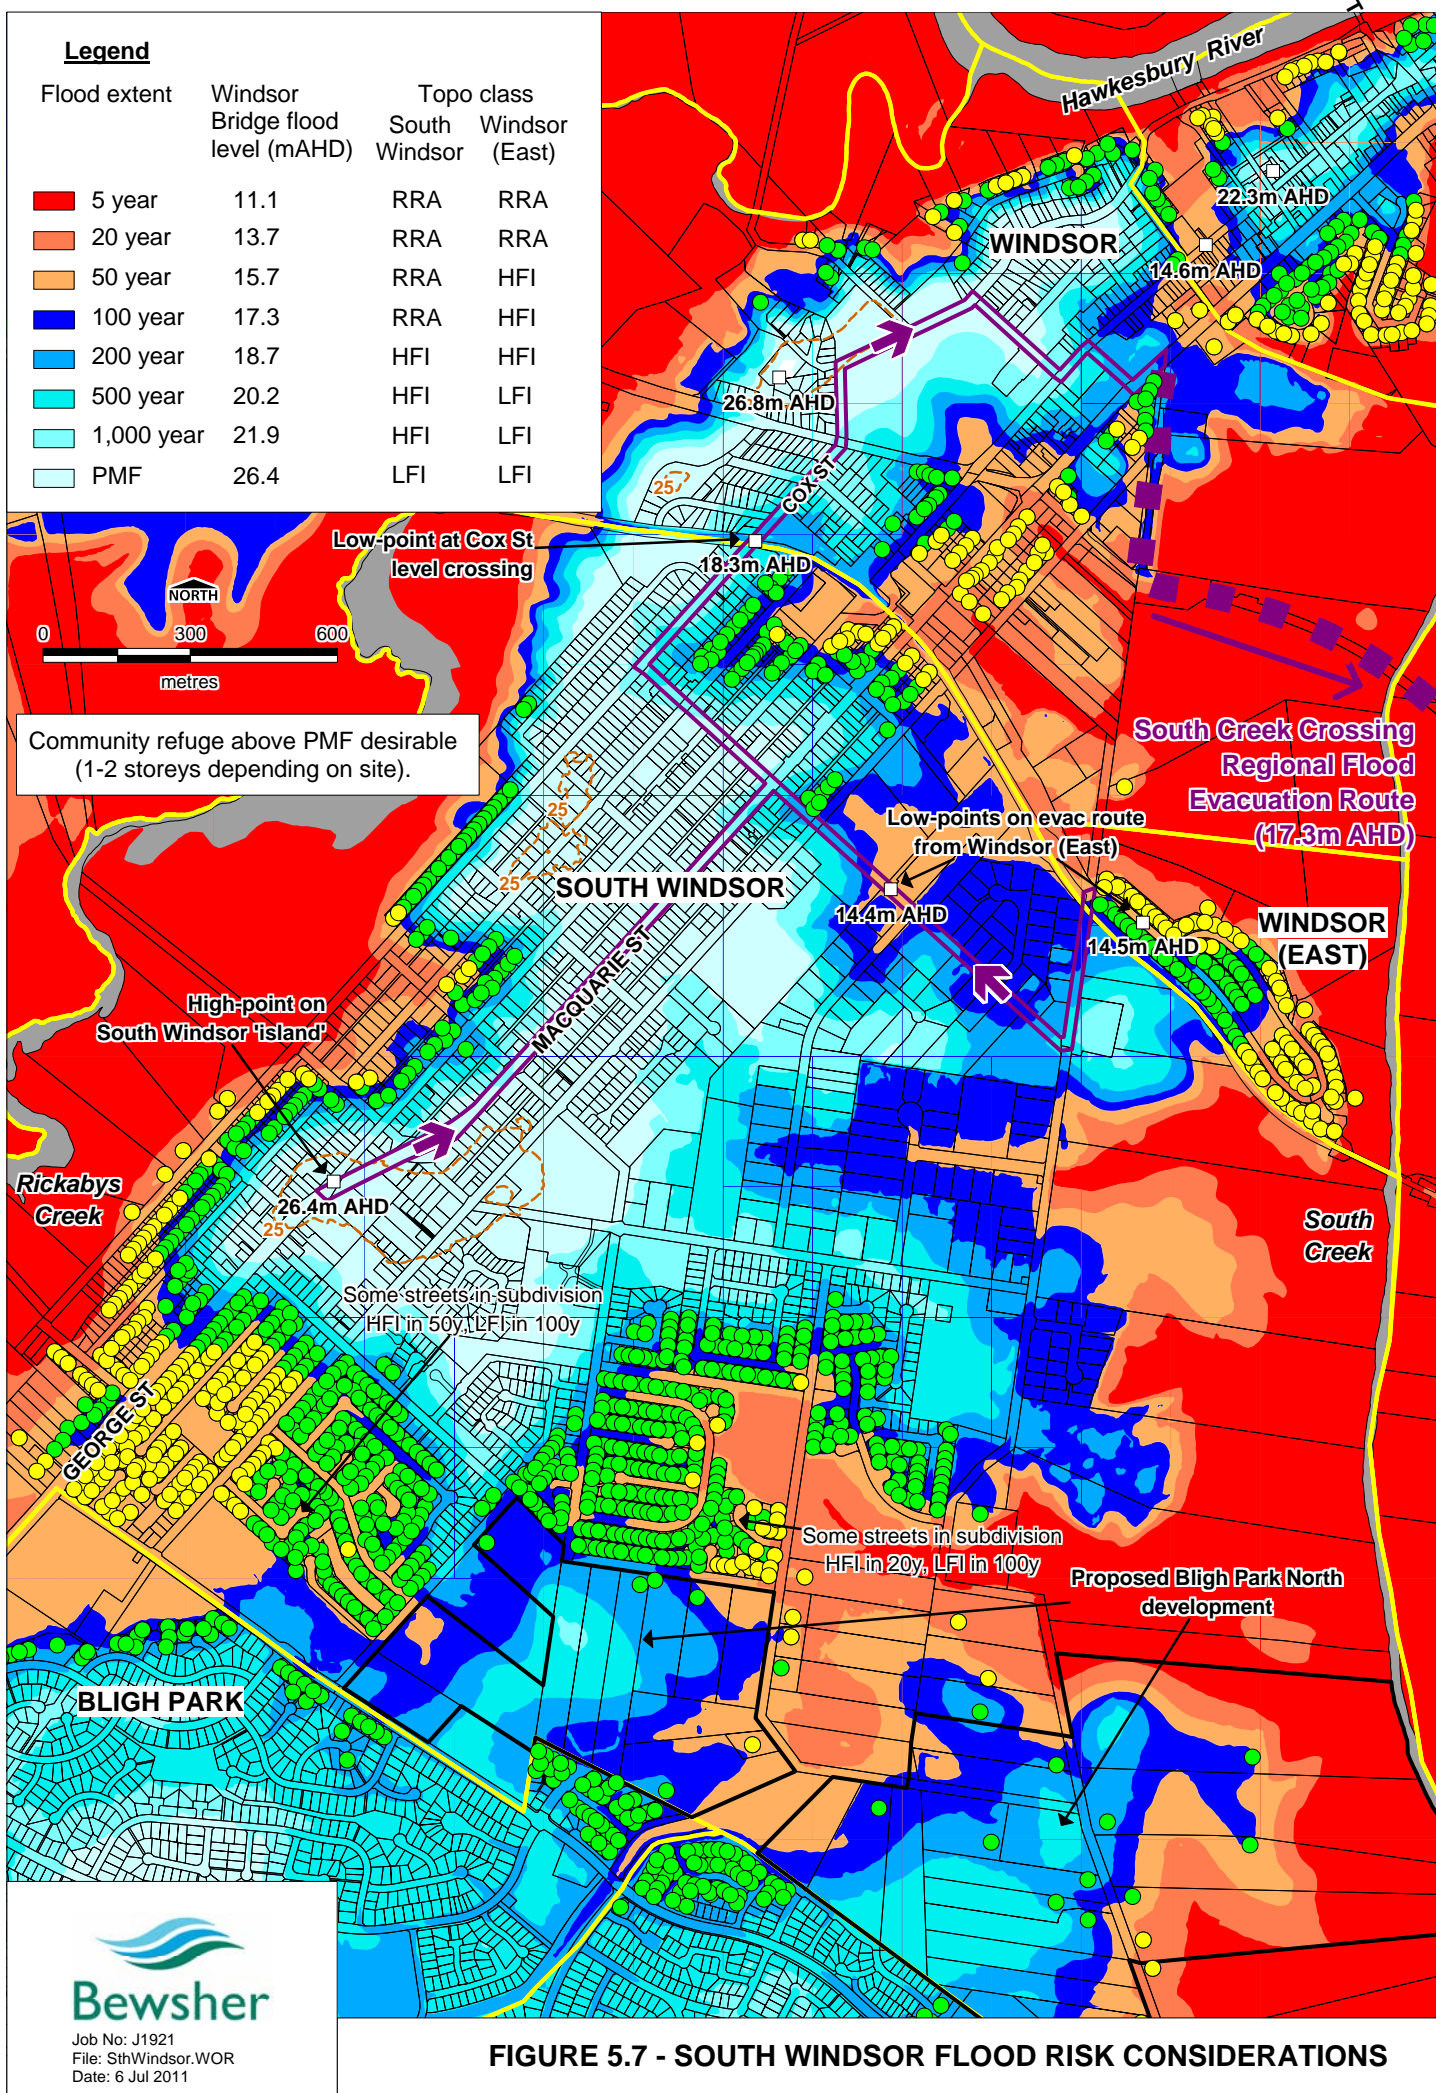 Legend
Flood extent Windsor Bridge flood level (mAHD) Topo class
South Windsor Windsor (East)
5 year 11.1 RRA RRA
20 year 13.7 RRA RRA
50 year 15.7 RRA HFI
100 year 17.3 RRA HFI
200 year 18.7 HFI HFI
500 year 20.2 HFI LFI
1,000 year 21.9 HFI LFI
PMF 26.4 LFI LFI
T
Hawkesbury River
22.3m AHD
WINDSOR
14.6m AHD
26.8m AHD
COX ST
25
Low-point at Cox St
level crossing
18.3m AHD
NORTH
0 300 600
metres
Community refuge above PMF desirable
(1-2 storeys depending on site).
South Creek Crossing
Regional Flood
Evacuation Route
(17.3m AHD)
25
25
Low-points on evac route
from Windsor (East)
SOUTH WINDSOR
14.4m AHD
14.5m AHD
WINDSOR
(EAST)
MACQUARIE ST
High-point on
South Windsor 'island'
Rickabys
Creek
26.4m AHD
25
South
Creek
Some streets in subdivision
HFI in 50y, LFI in 100y
GEORGE ST
Some streets in subdivision
HFI in 20y, LFI in 100y
Proposed Bligh Park North
development
BLIGH PARK
Bewsher
Job No: J1921
File: SthWindsor.WOR
Date: 6 Jul 2011
FIGURE 5.7 - SOUTH WINDSOR FLOOD RISK CONSIDERATIONS